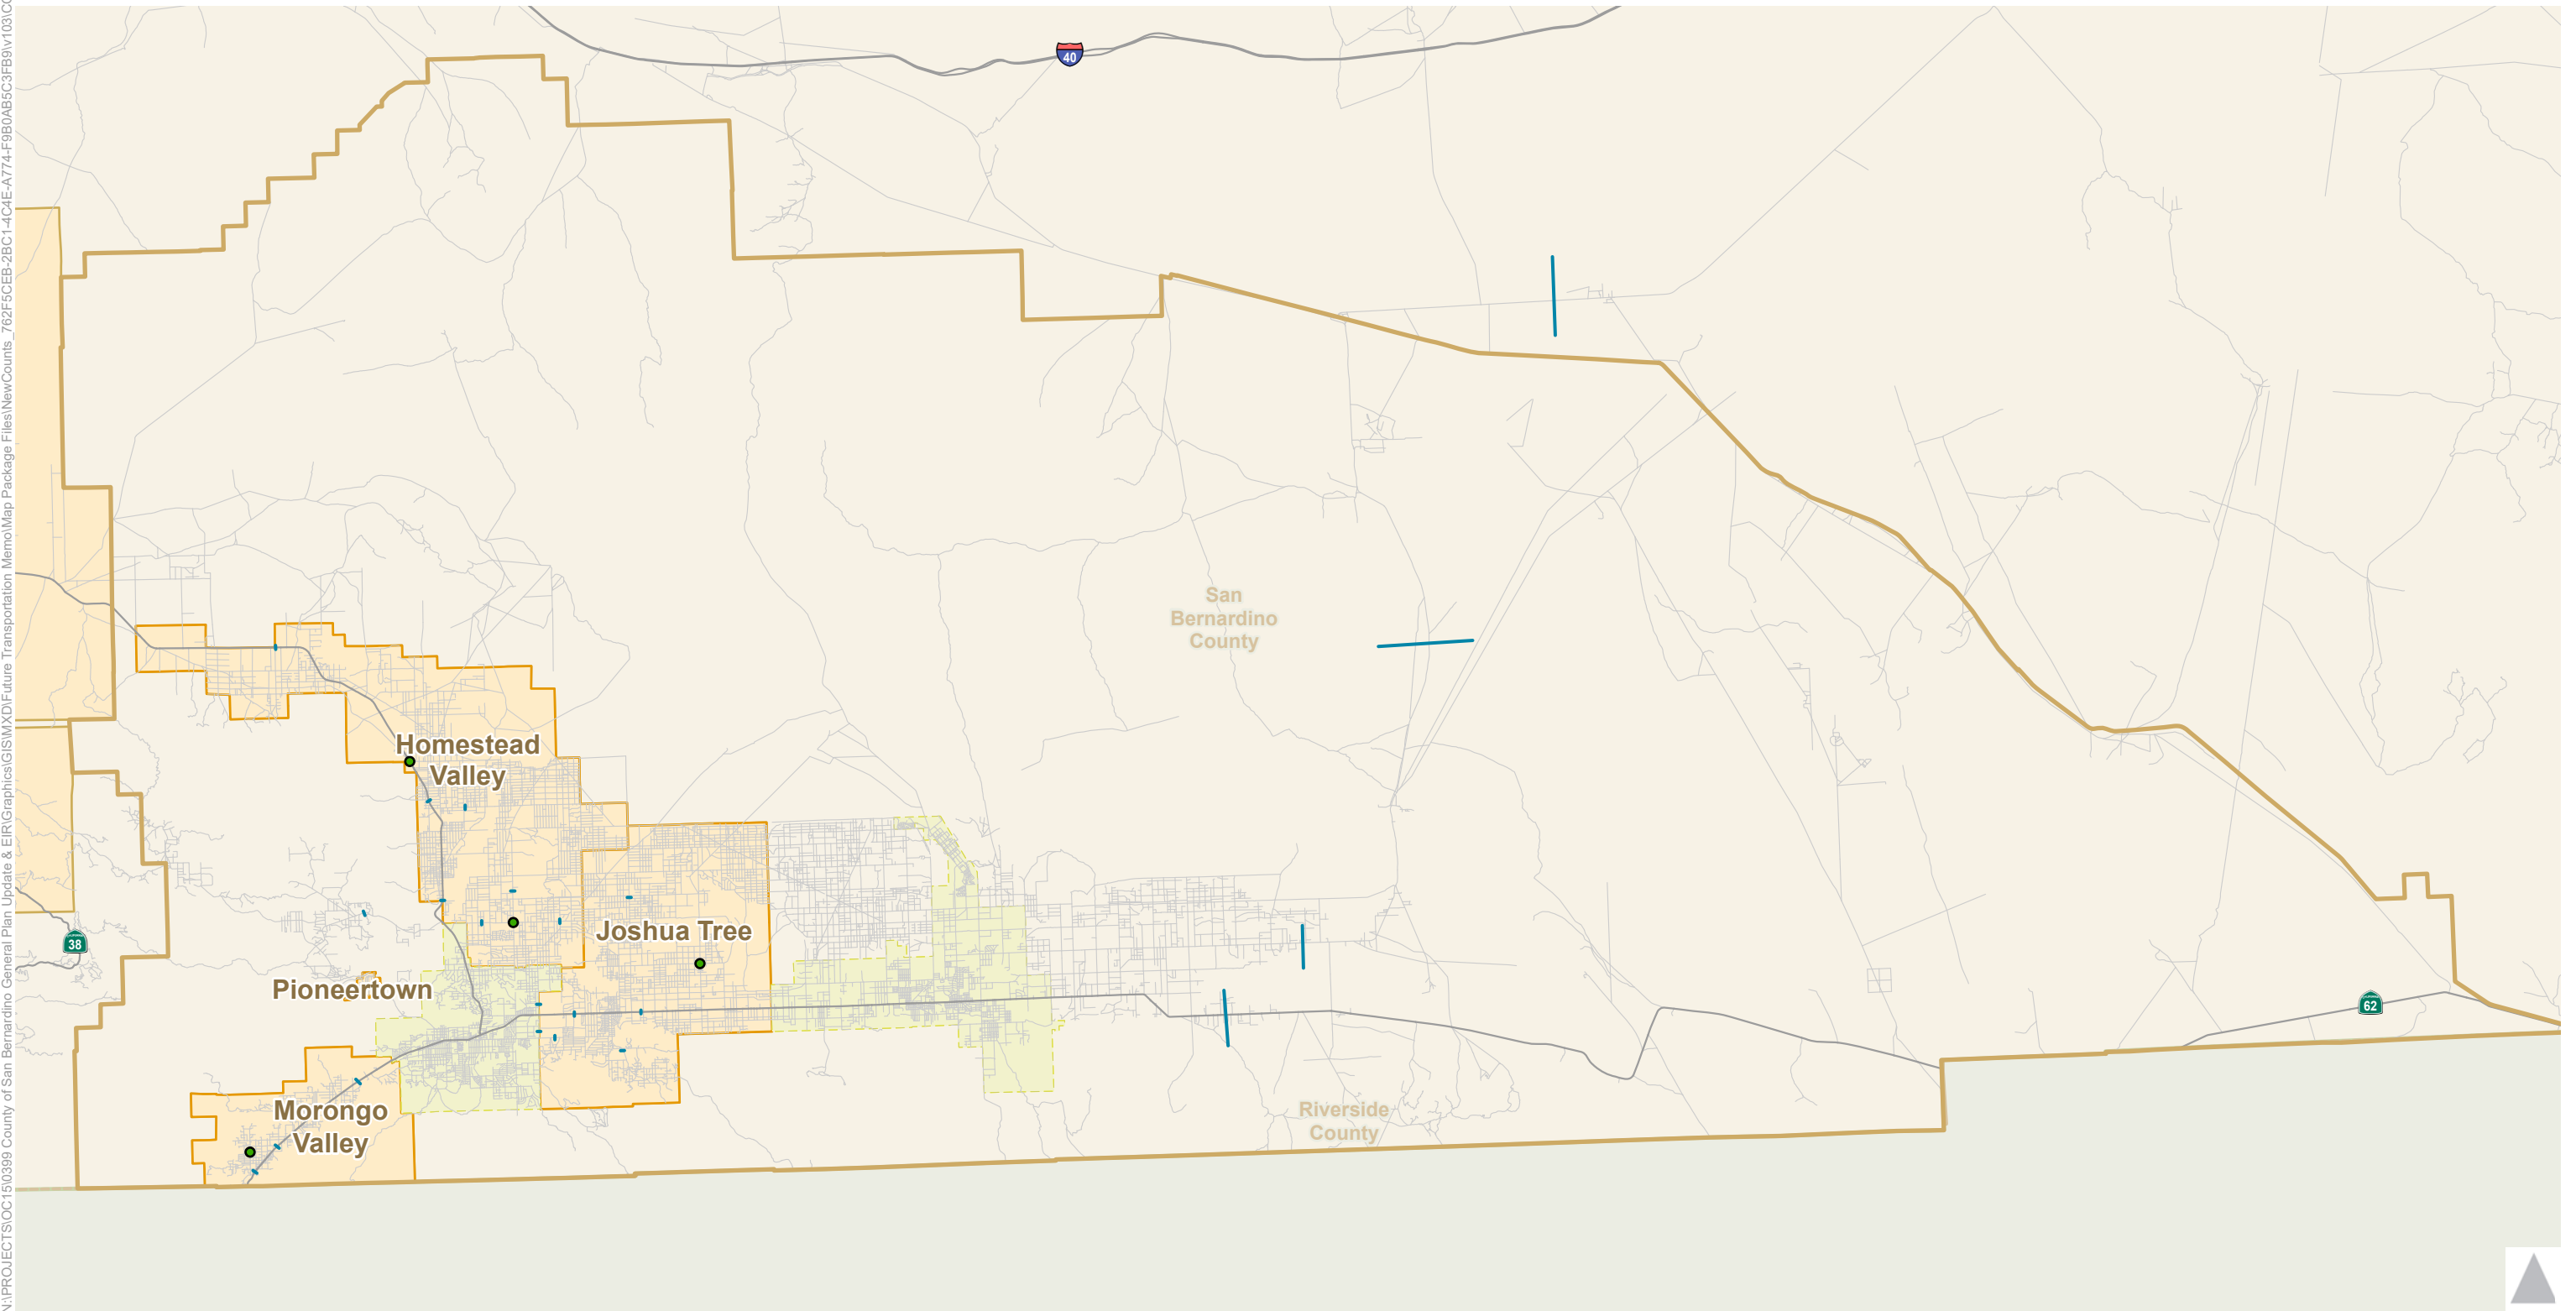 40
San
Bernardino
County
Homestead
Valley
Joshua Tree
38
Pioneertown
62
Morongo
Valley
Riverside
County
N:\PROJECTS\OC15\0399 County of San Bernardino General Plan Update & EIR\Graphics\GIS\MXD\Future Transportation Memo\Map Package Files\NewCounts_762F5CEB-2BC1-4C4E-A774-F9B0AB5C3FB9\v103\CO